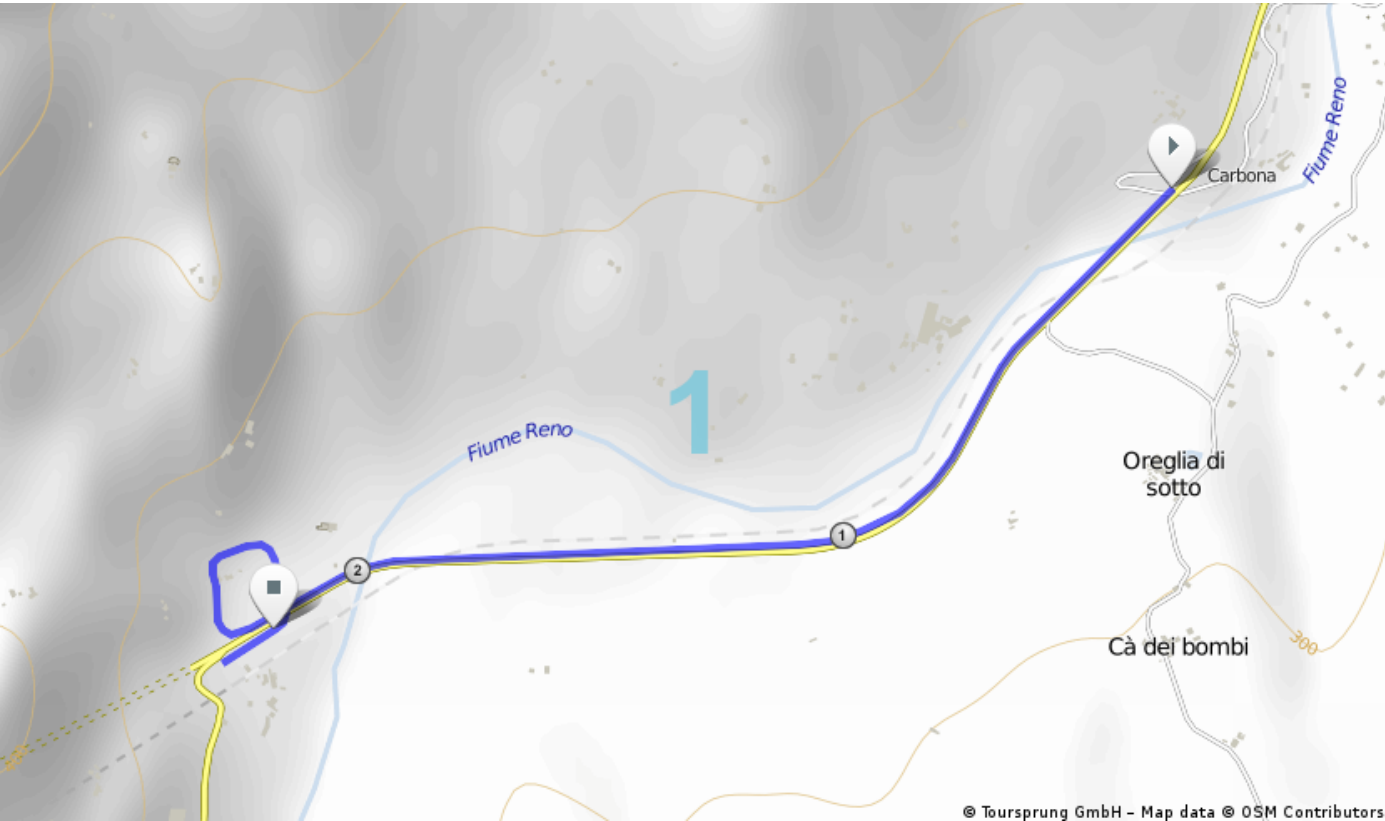 Fiume Reno
Carbona
1
Fiume Reno
Oreglia di
sotto
1
2
Cà dei bombi
300
© Toursprung GmbH – Map data © OSM Contributors